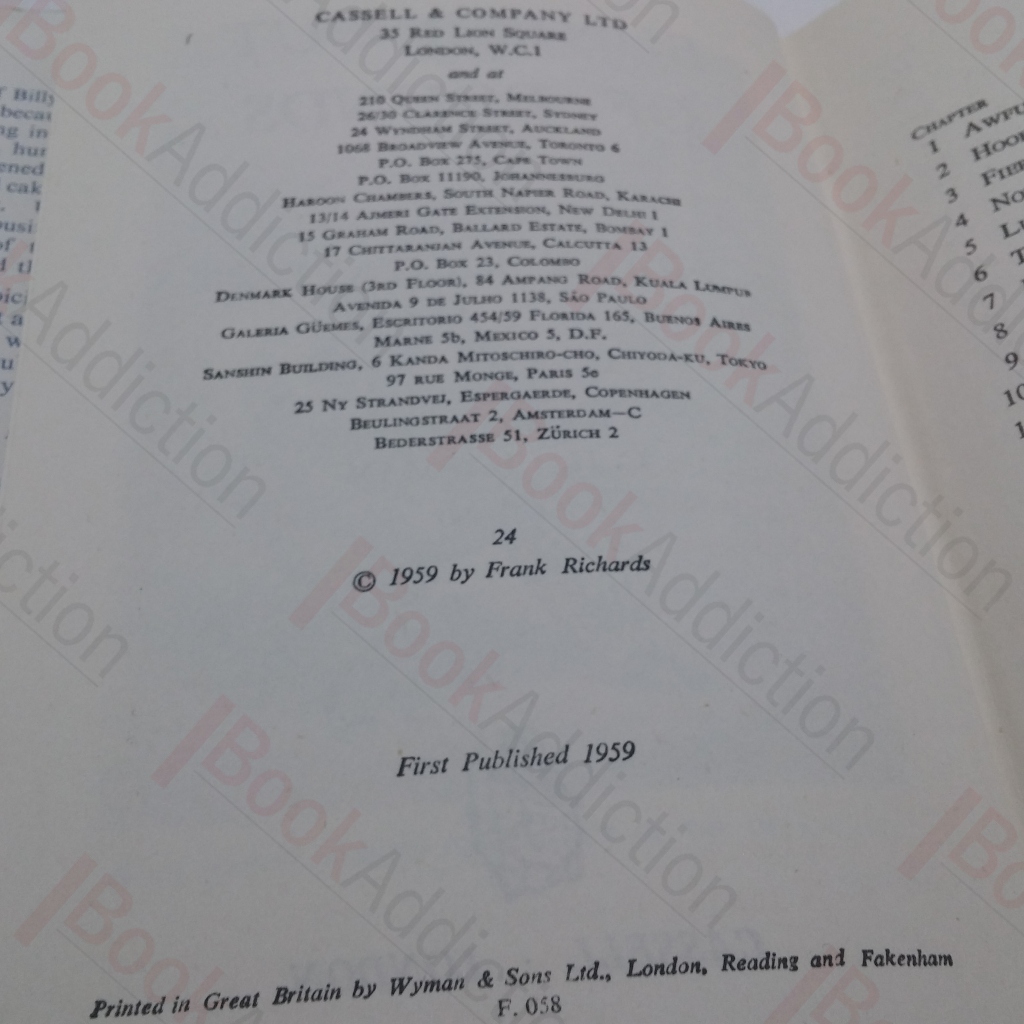 CASSELL & COMPANY LTD
35 RED LION SQUARE
LONDON, W.C.1
and at
210 QUEEN STREET, MELBOURNE
26/30 CLARENCE STREET, SYDNEY
24 WYNDHAM STREET, AUCKLAND
1068 BROADVIEW AVENUE, TORONTO 6
P.O. BOX 275, CAPE TOWN
P.O. BOX 11190, JOHANNESBURG
HAROON CHAMBERS, SOUTH NAPIER ROAD, KARACHI
13/14 AJMERI GATE EXTENSION, NEW DELHI 1
15 GRAHAM ROAD, BALLARD ESTATE, BOMBAY 1
17 CHITTARANJAN AVENUE, CALCUTTA 13
P.O. BOX 23, COLOMBO
DENMARK HOUSE (3RD FLOOR), 84 AMPANG ROAD, KUALA LUMPUR
AVENIDA 9 DE JULHO 1138, SÃO PAULO
GALERIA GÜEMES, ESCRITORIO 454/59 FLORIDA 165, BUENOS AIRES
MARNE 5b, MEXICO 5, D.F.
SANSHIN BUILDING, 6 KANDA MITOSCHIRO-CHO, CHIYODA-KU, TOKYO
97 RUE MONGE, PARIS 5e
25 NY STRANDVEJ, ESPERGAERDE, COPENHAGEN
BEULINGSTRAAT 2, AMSTERDAM—C
BEDERSTRASSE 51, ZÜRICH 2
24
© 1959 by Frank Richards
First Published 1959
Printed in Great Britain by Wyman & Sons Ltd., London, Reading and Fakenham
F. 058
CHAPTER
1
2
3
4
5
6
7
8
9
BookAddiction